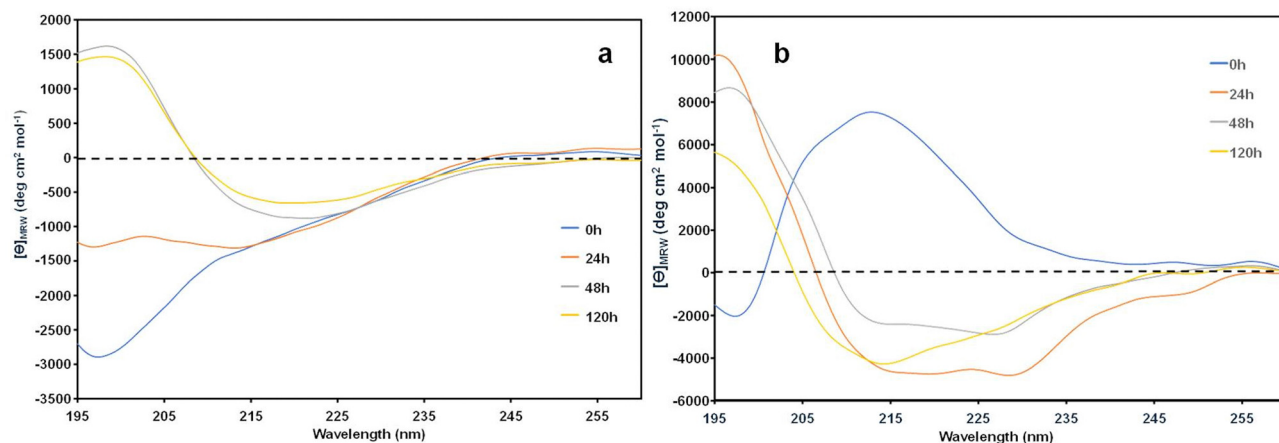 2000
1500
1000
500
0
-500
-1000
-1500
-2000
-2500
-3000
-3500
[Θ]MRW (deg cm² mol⁻¹)
a
0h
24h
48h
120h
195
205
215
225
235
245
255
Wavelength (nm)
12000
10000
8000
6000
4000
2000
0
-2000
-4000
-6000
[Θ]MRW (deg cm² mol⁻¹)
b
0h
24h
48h
120h
195
205
215
225
235
245
255
Wavelength (nm)